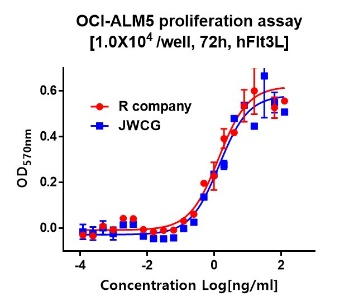 OCI-ALM5 proliferation assay
[1.0X10⁴ /well, 72h, hFlt3L]
R company
JWCG
OD570nm
0.6
0.4
0.2
0.0
-4 -2 0 2
Concentration Log[ng/ml]